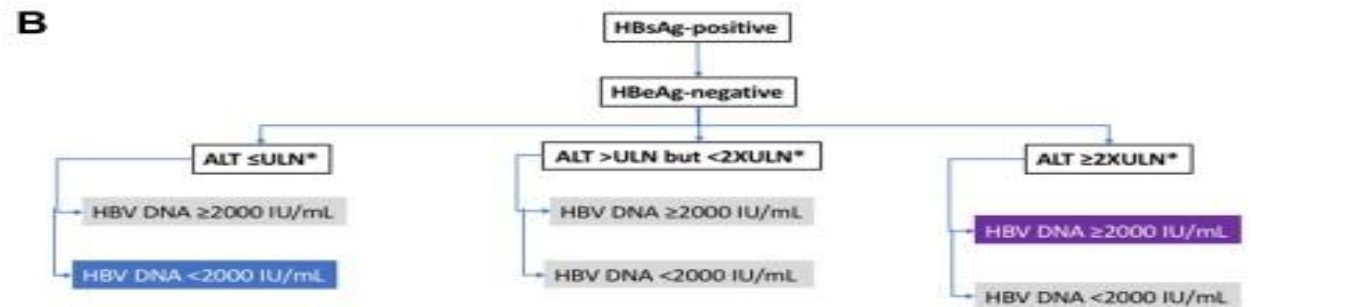 B
HBsAg-positive
HBeAg-negative
ALT ≤ULN*
HBV DNA ≥2000 IU/mL
HBV DNA <2000 IU/mL
ALT >ULN but <2XULN*
HBV DNA ≥2000 IU/mL
HBV DNA <2000 IU/mL
ALT ≥2XULN*
HBV DNA ≥2000 IU/mL
HBV DNA <2000 IU/mL